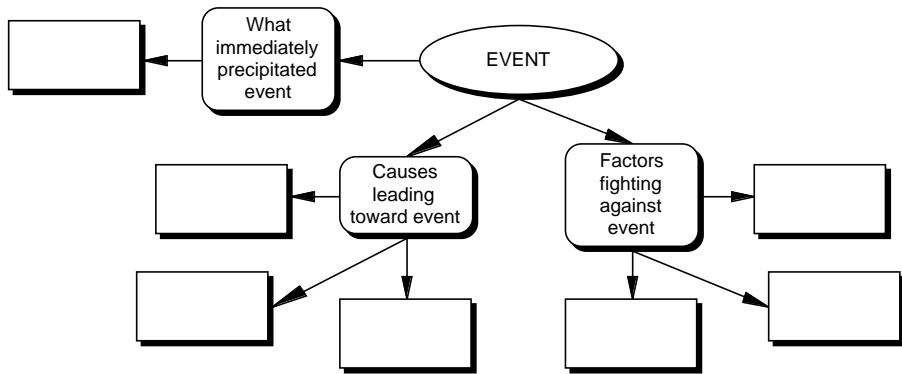 What
immediately
precipitated
event
EVENT
Causes
leading
toward event
Factors
fighting
against
event